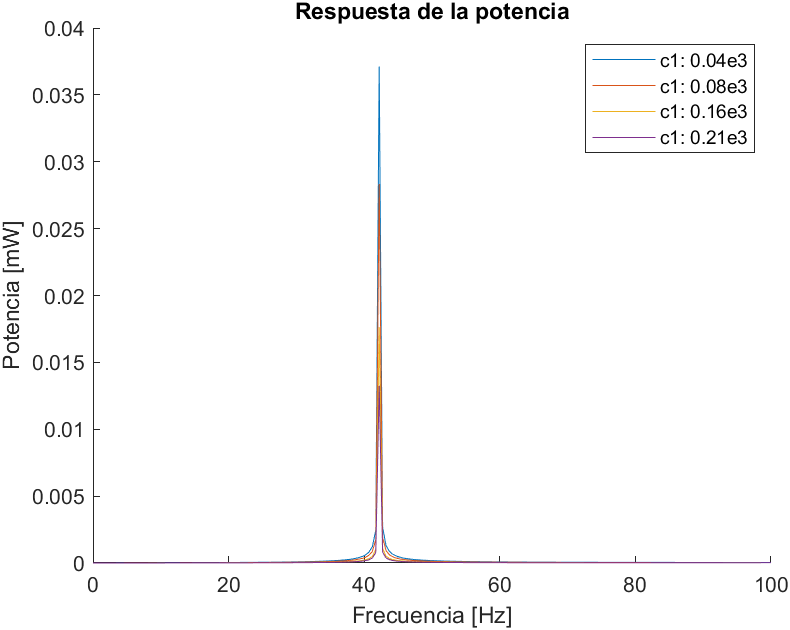 Respuesta de la potencia
0.04
0.035
0.03
0.025
0.02
0.015
0.01
0.005
0
Potencia [mW]
c1: 0.04e3
c1: 0.08e3
c1: 0.16e3
c1: 0.21e3
0 20 40 60 80 100
Frecuencia [Hz]